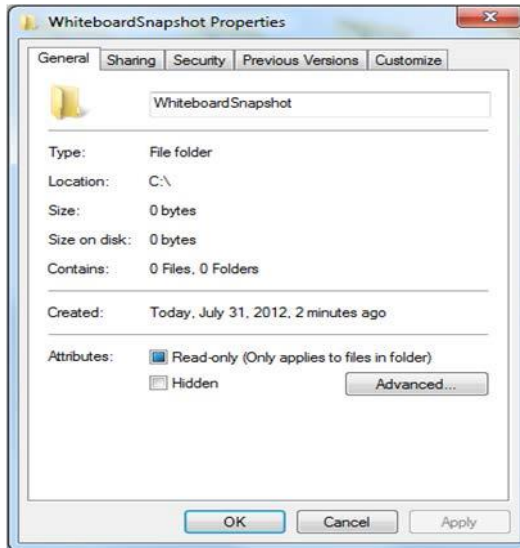 WhiteboardSnapshot Properties
General Sharing Security Previous Versions Customize
WhiteboardSnapshot
Type: File folder
Location: C:\
Size: 0 bytes
Size on disk: 0 bytes
Contains: 0 Files, 0 Folders
Created: Today, July 31, 2012, 2 minutes ago
Attributes: Read-only (Only applies to files in folder)
Hidden Advanced...
OK Cancel Apply